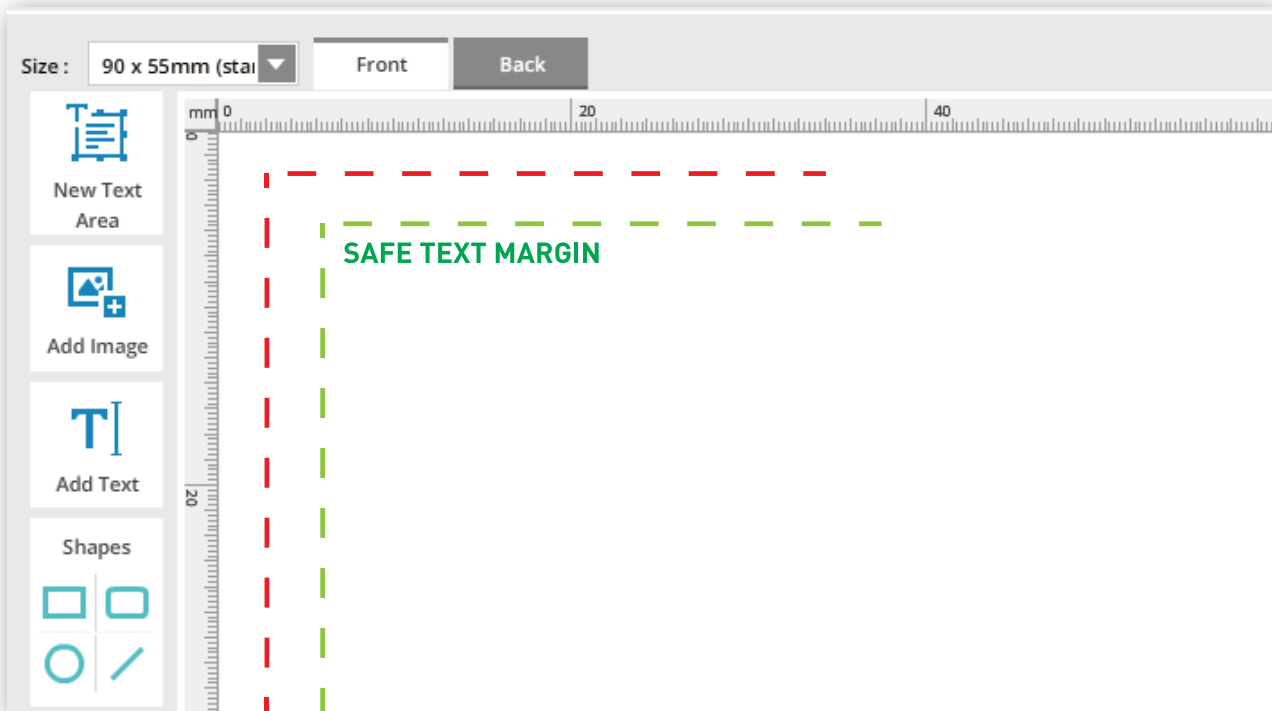 Size :
90 x 55mm (stai
Front
Back
mm
0
20
40
0
New Text
Area
SAFE TEXT MARGIN
Add Image
20
Add Text
Shapes